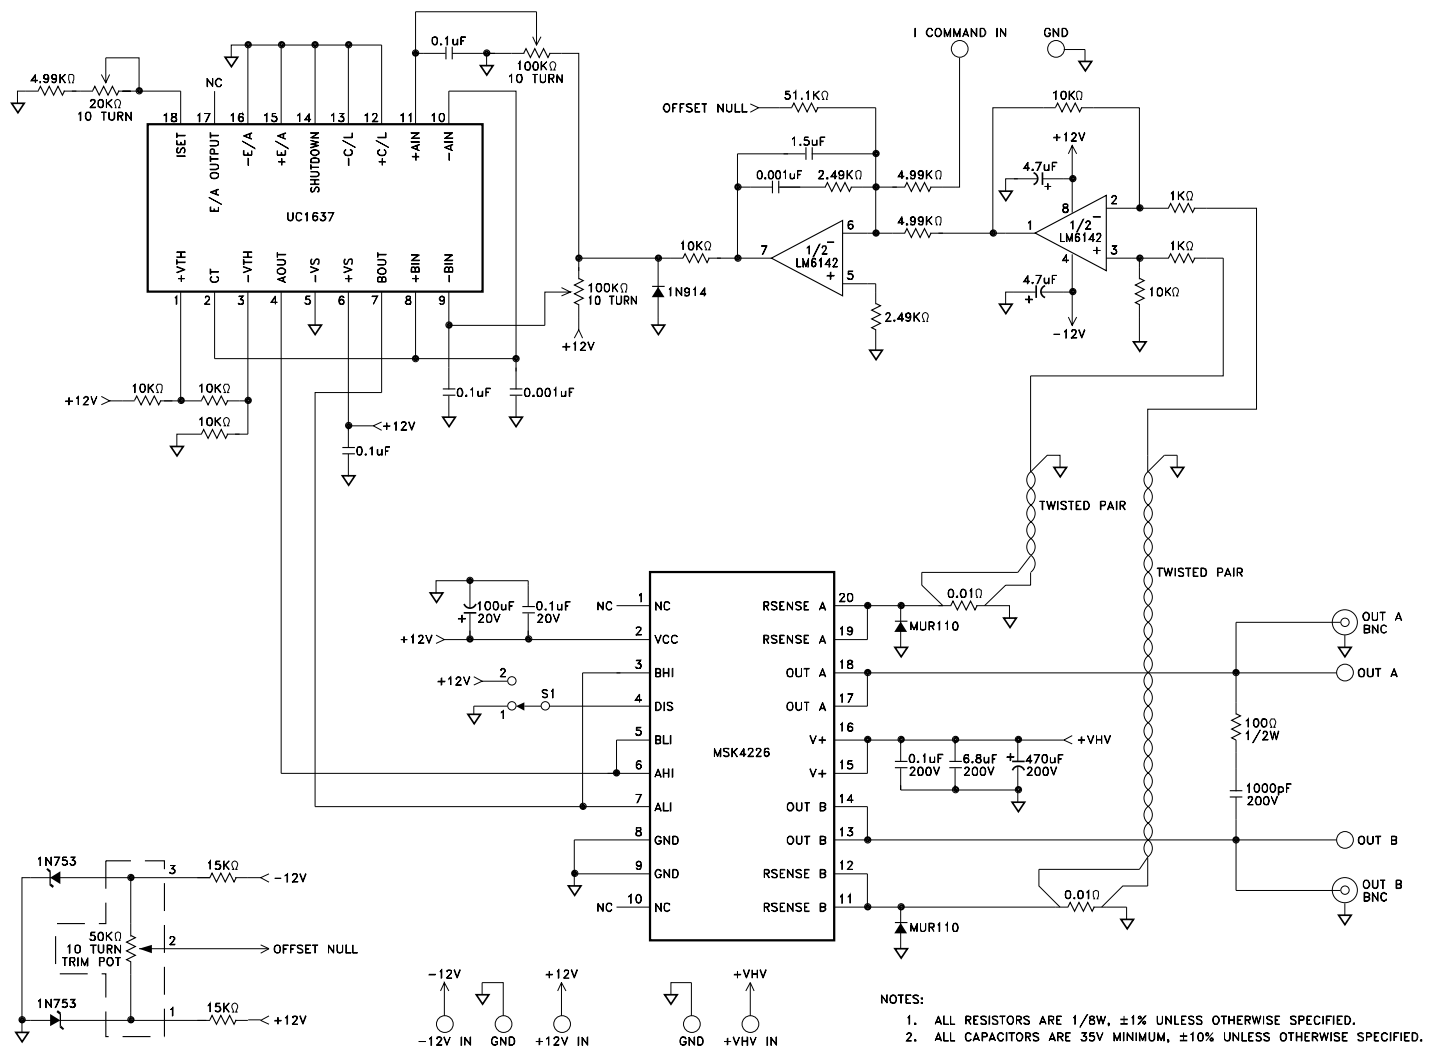 4.99KΩ
20KΩ
10 TURN
NC
0.1uF
100KΩ
10 TURN
18 17 16 15 14 13 12 11 10
ISET
E/A OUTPUT
-E/A
+E/A
SHUTDOWN
-C/L
+C/L
+AIN
-AIN
UC1637
+VTH
CT
-VTH
AOUT
-VS
+VS
BOUT
+BIN
-BIN
1 2 3 4 5 6 7 8 9
+12V
10KΩ
10KΩ
10KΩ
+12V
0.1uF
0.1uF
0.001uF
100KΩ
10 TURN
+12V
1N914
10KΩ
I COMMAND IN
GND
OFFSET NULL
51.1KΩ
1.5uF
0.001uF
2.49KΩ
4.99KΩ
4.99KΩ
7
1/2
-
LM6142
+
6
5
2.49KΩ
10KΩ
+12V
4.7uF
+
8
1
1/2
-
LM6142
+
2
3
4
1KΩ
1KΩ
10KΩ
4.7uF
+
-12V
TWISTED PAIR
TWISTED PAIR
100uF
20V
+
0.1uF
20V
+12V
NC
+12V
2
S1
1
NC
1 NC
2 VCC
3 BHI
4 DIS
5 BLI
6 AHI
7 ALI
8 GND
9 GND
10 NC
MSK4226
RSENSE A 20
RSENSE A 19
OUT A 18
OUT A 17
V+ 16
V+ 15
OUT B 14
OUT B 13
RSENSE B 12
RSENSE B 11
0.01Ω
MUR110
+VHV
0.1uF
200V
6.8uF
200V
+
470uF
200V
0.01Ω
MUR110
OUT A
BNC
OUT A
100Ω
1/2W
1000pF
200V
OUT B
OUT B
BNC
1N753
3
15KΩ
-12V
50KΩ
10 TURN
TRIM POT
2
OFFSET NULL
1N753
1
15KΩ
+12V
-12V
-12V IN
GND
+12V
+12V IN
GND
+VHV
+VHV IN
NOTES:
1. ALL RESISTORS ARE 1/8W, ±1% UNLESS OTHERWISE SPECIFIED.
2. ALL CAPACITORS ARE 35V MINIMUM, ±10% UNLESS OTHERWISE SPECIFIED.